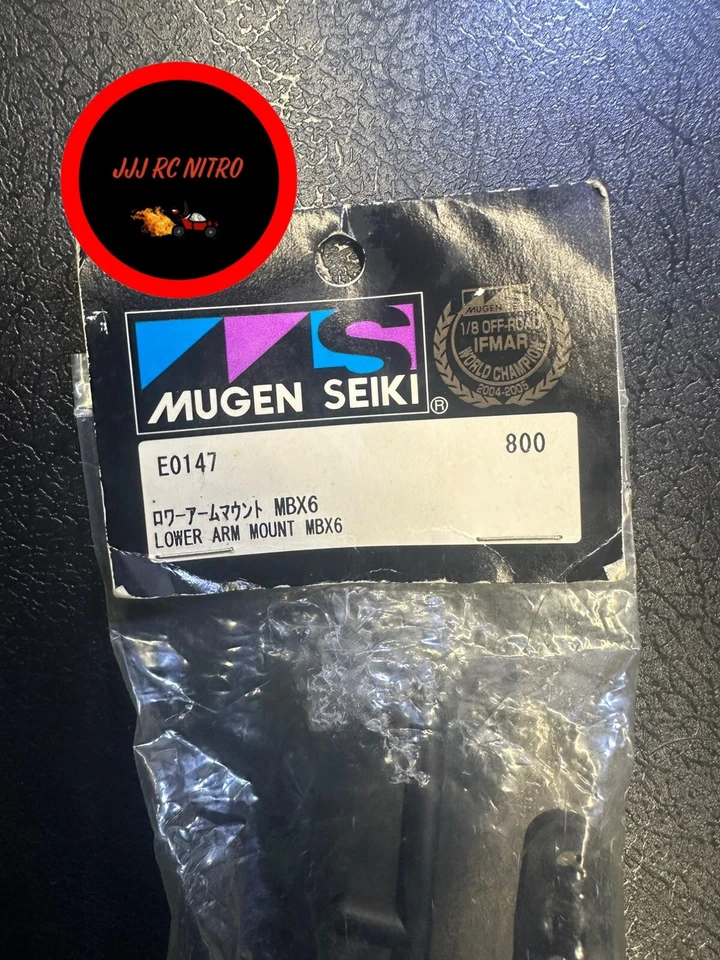 JJJ RC NITRO
MUGEN SEIKI ®
MUGEN
1/8 OFF-ROAD
IFMAR
WORLD CHAMPION
2004-2005
E0147
800
ロワーアームマウント MBX6
LOWER ARM MOUNT MBX6